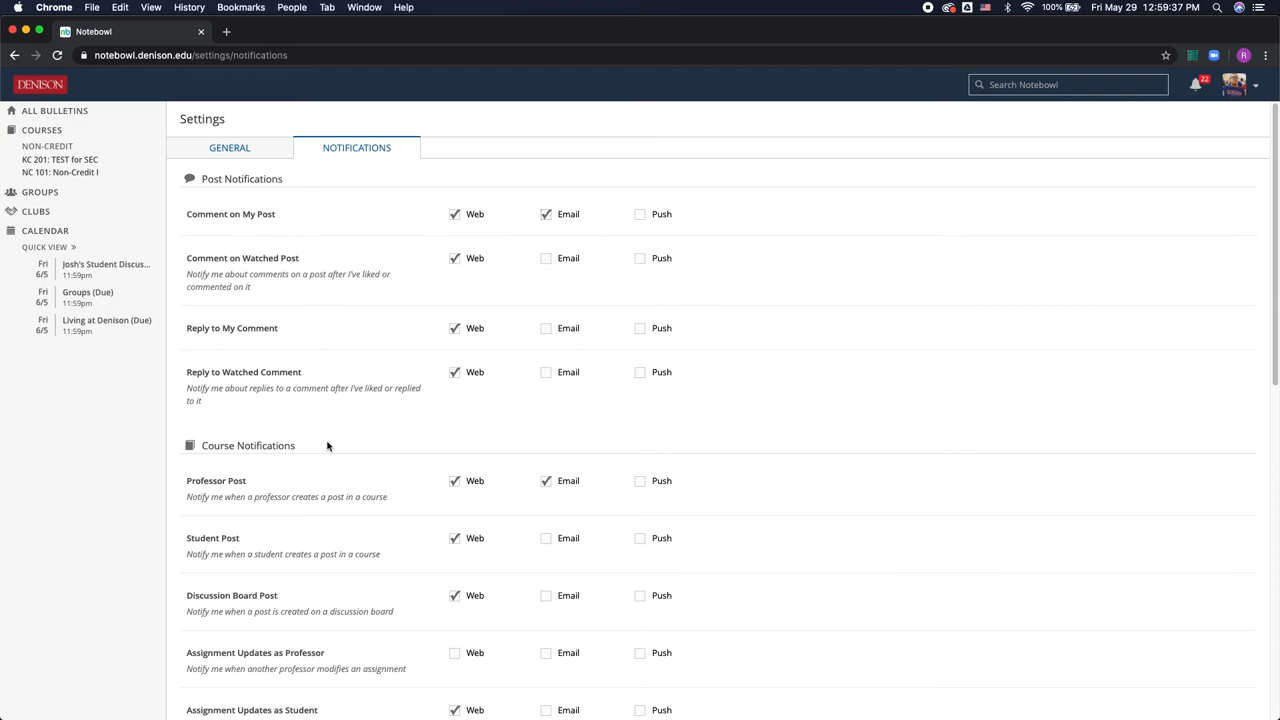 Chrome File Edit View History Bookmarks People Tab Window Help 100% Fri May 29 12:59:37 PM
nb Notebowl
notebowl.denison.edu/settings/notifications R
DENISON Search Notebowl 22
ALL BULLETINS
COURSES
NON-CREDIT
KC 201: TEST for SEC
NC 101: Non-Credit I
GROUPS
CLUBS
CALENDAR
QUICK VIEW »
Fri Josh's Student Discus...
6/5 11:59pm
Fri Groups (Due)
6/5 11:59pm
Fri Living at Denison (Due)
6/5 11:59pm
Settings
GENERAL NOTIFICATIONS
Post Notifications
Comment on My Post Web Email Push
Comment on Watched Post Web Email Push
Notify me about comments on a post after I've liked or
commented on it
Reply to My Comment Web Email Push
Reply to Watched Comment Web Email Push
Notify me about replies to a comment after I've liked or replied
to it
Course Notifications
Professor Post Web Email Push
Notify me when a professor creates a post in a course
Student Post Web Email Push
Notify me when a student creates a post in a course
Discussion Board Post Web Email Push
Notify me when a post is created on a discussion board
Assignment Updates as Professor Web Email Push
Notify me when another professor modifies an assignment
Assignment Updates as Student Web Email Push